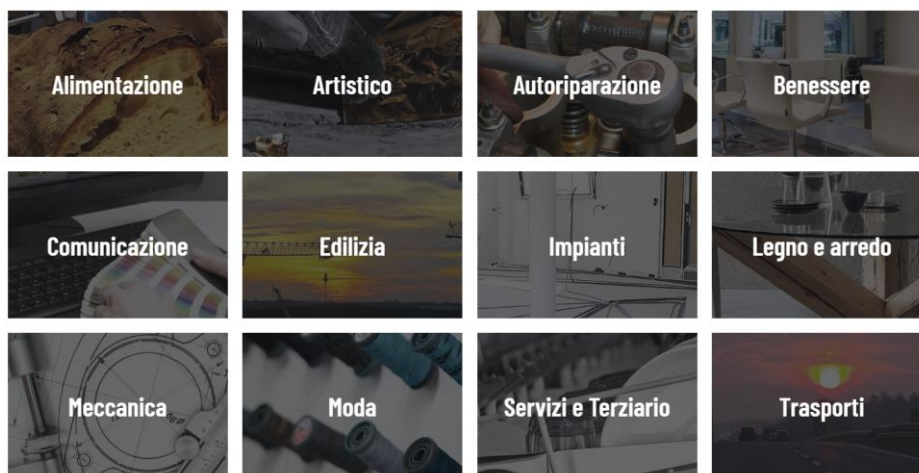 Alimentazione
Artistico
Autoriparazione
Benessere
Comunicazione
Edilizia
Impianti
Legno e arredo
Meccanica
Moda
Servizi e Terziario
Trasporti